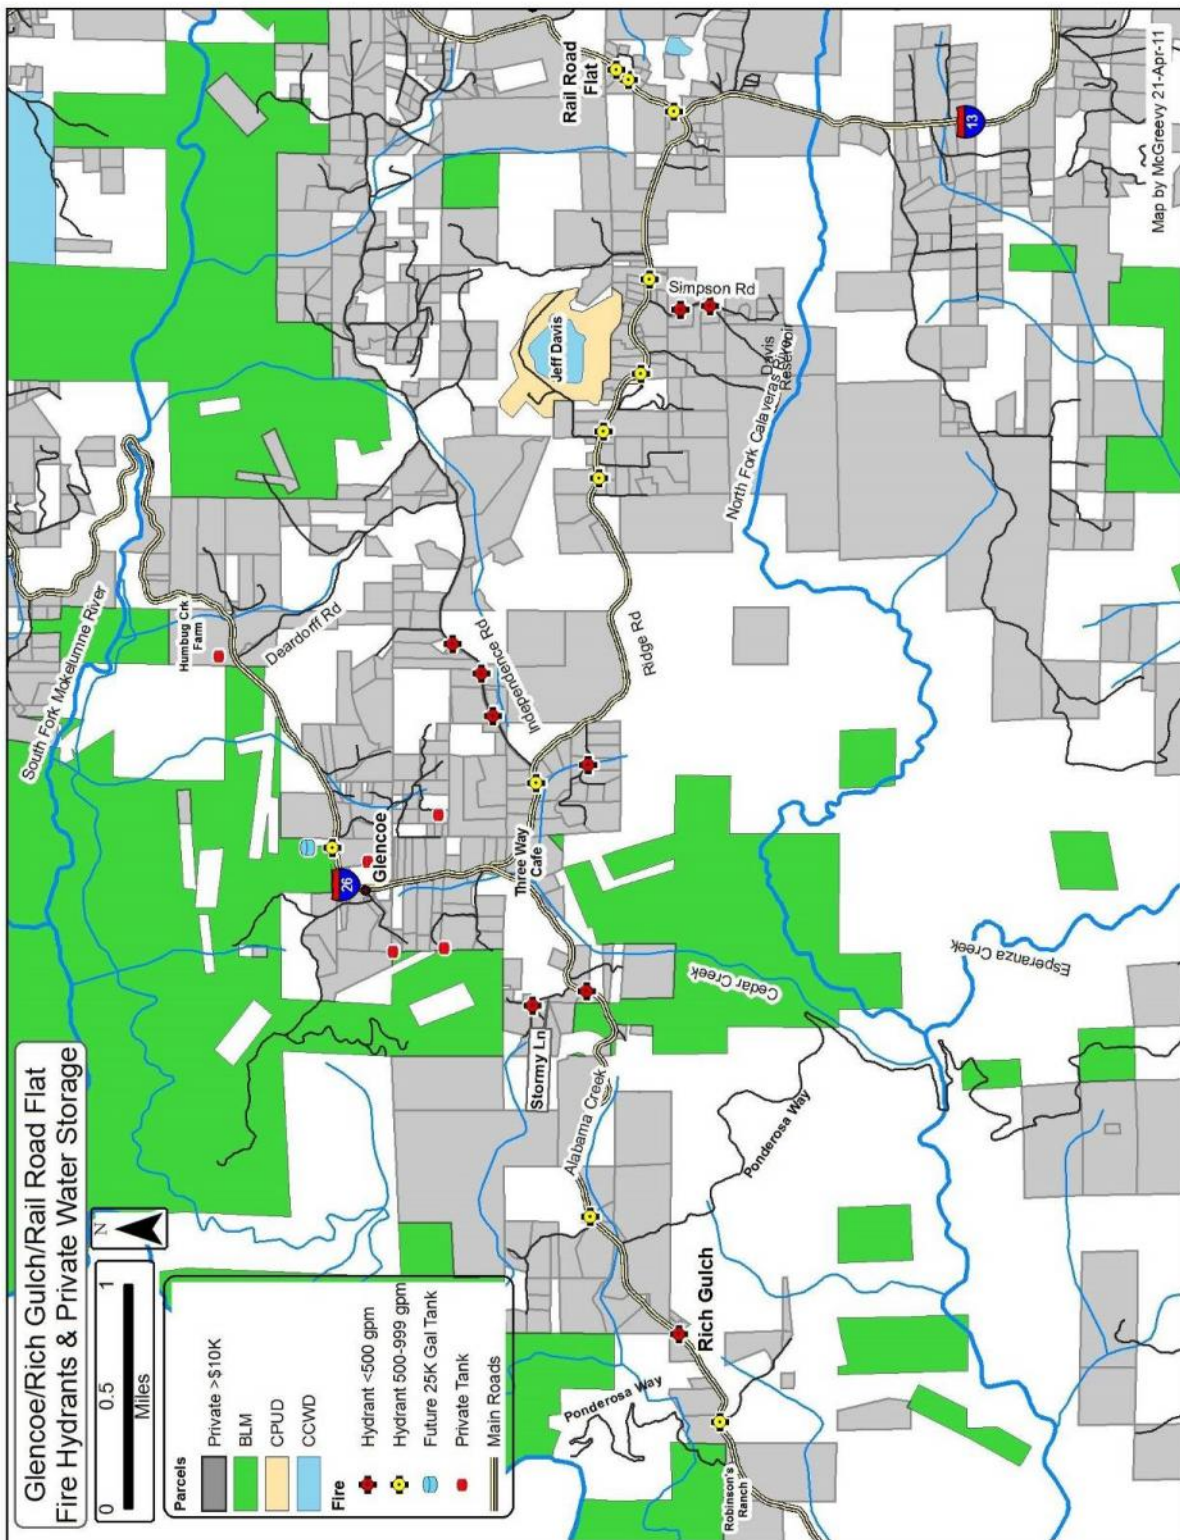 Glencoe/Rich Gulch/Rail Road Flat
Fire Hydrants & Private Water Storage
0
0.5
1
Miles
N
Parcels
Private >$10K
BLM
CPUD
CCWD
Fire
Hydrant <500 gpm
Hydrant 500-999 gpm
Future 25K Gal Tank
Private Tank
Main Roads
South Fork Mokelumne River
Humbug Crk
Farm
Deardorff Rd
26
Glencoe
Independence Rd
Three Way
Cafe
Ridge Rd
Jeff Davis
Rail Road
Flat
Simpson Rd
Davis
Reservoir
North Fork Calaveras River
13
Stormy Ln
Alabama Creek
Cedar Creek
Esperanza Creek
Ponderosa Way
Rich Gulch
Ponderosa Way
Robinson's
Ranch
Map by McGreevy 21-Apr-11